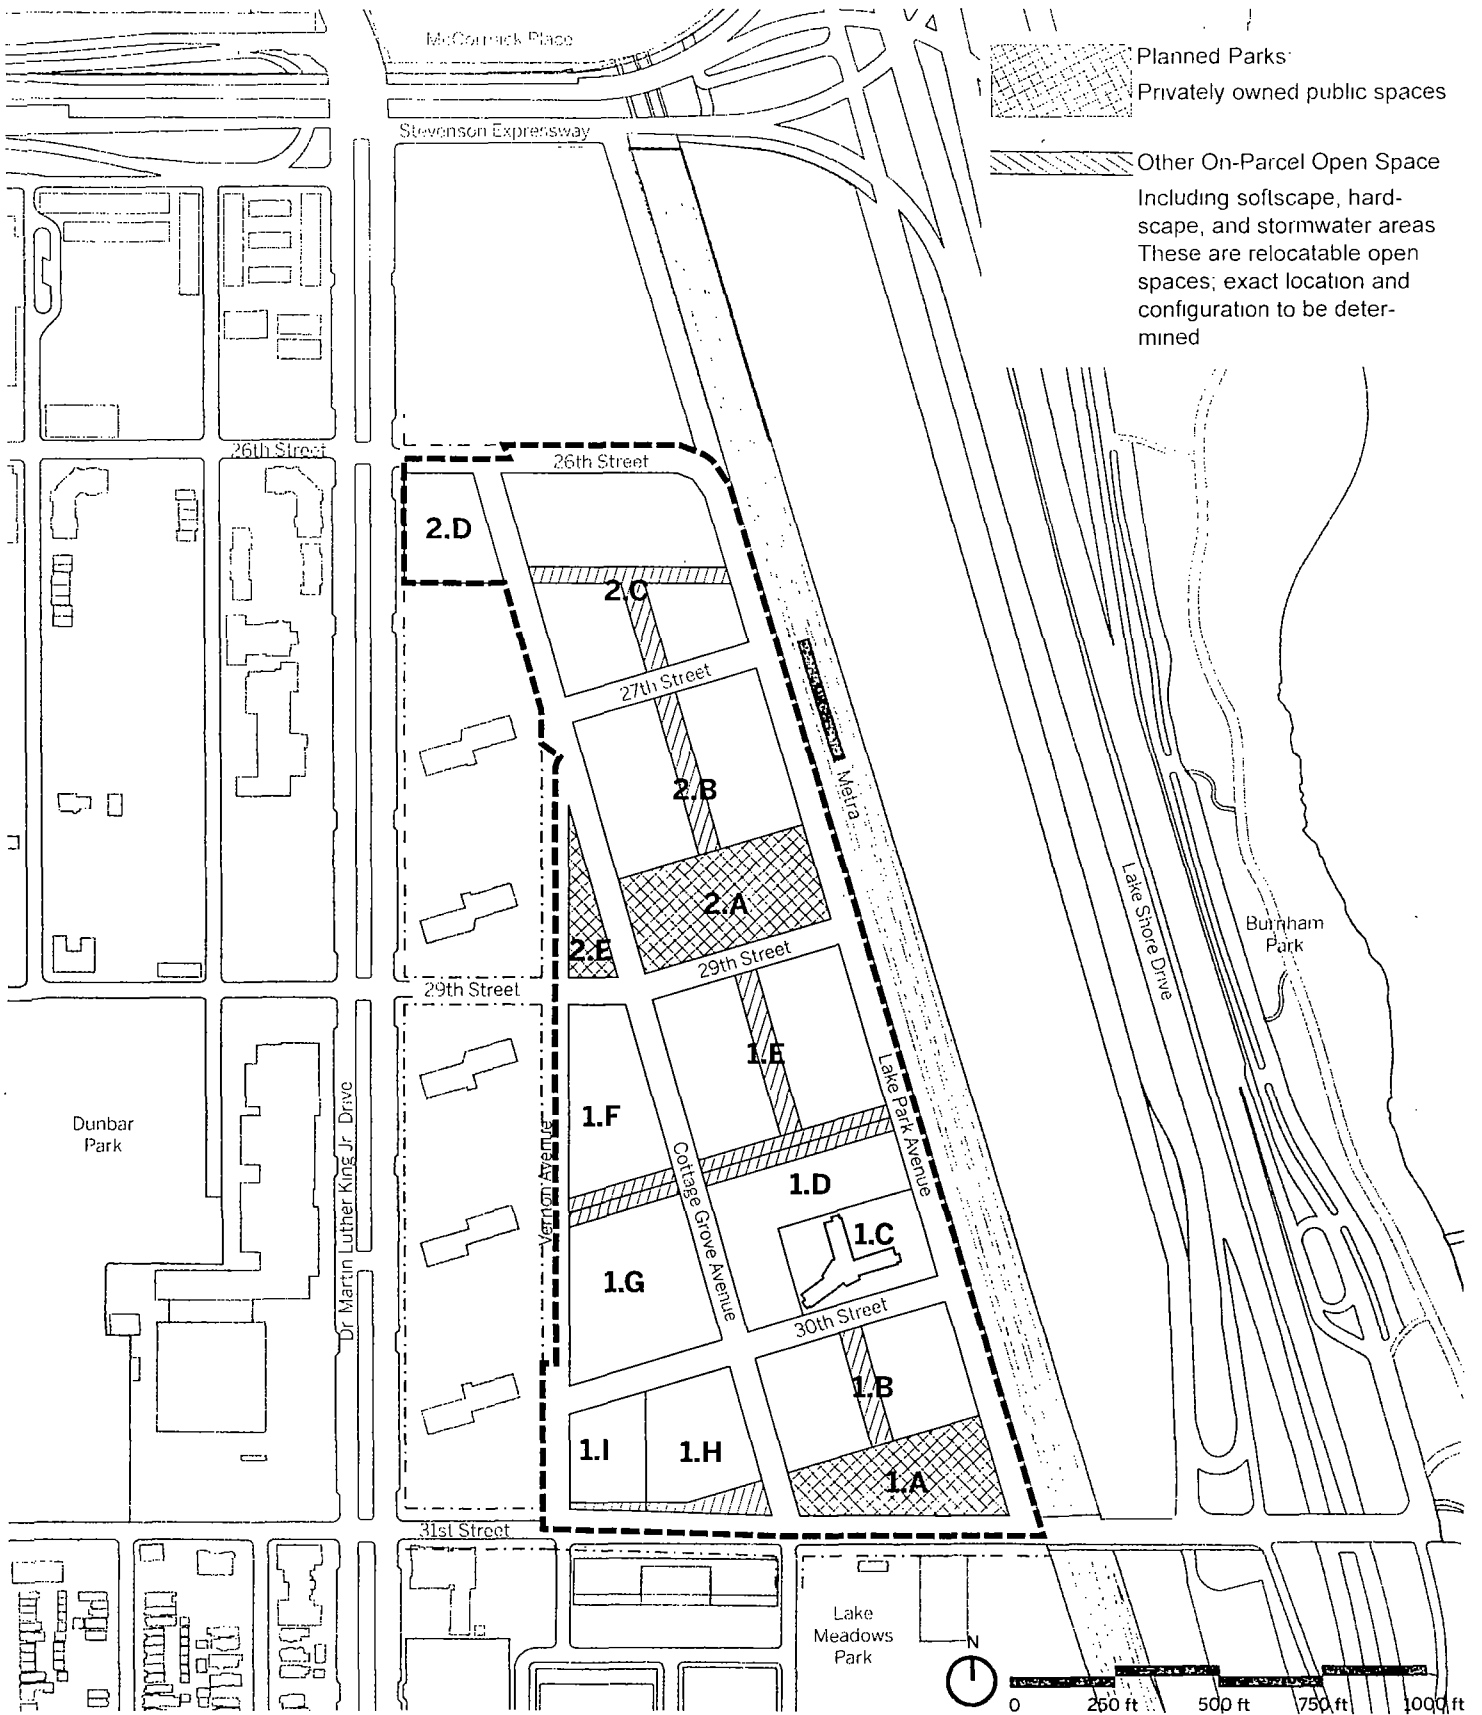 McCormick Place
Planned Parks
Privately owned public spaces
Stevenson Expressway
Other On-Parcel Open Space
Including softscape, hard-
scape, and stormwater areas
These are relocatable open
spaces; exact location and
configuration to be deter-
mined
26th Street
26th Street
2.D
2.C
27th Street
2.B
Metra
2.A
Lake Shore Drive
Burnham
Park
2.E
29th Street
29th Street
1.E
Lake Park Avenue
Dunbar
Park
1.F
Dr Martin Luther King Jr. Drive
Vernon Avenue
Cottage Grove Avenue
1.D
1.C
1.G
30th Street
1.B
1.I
1.H
1.A
31st Street
Lake
Meadows
Park
N
0 250 ft 500 ft 750 ft 1000 ft